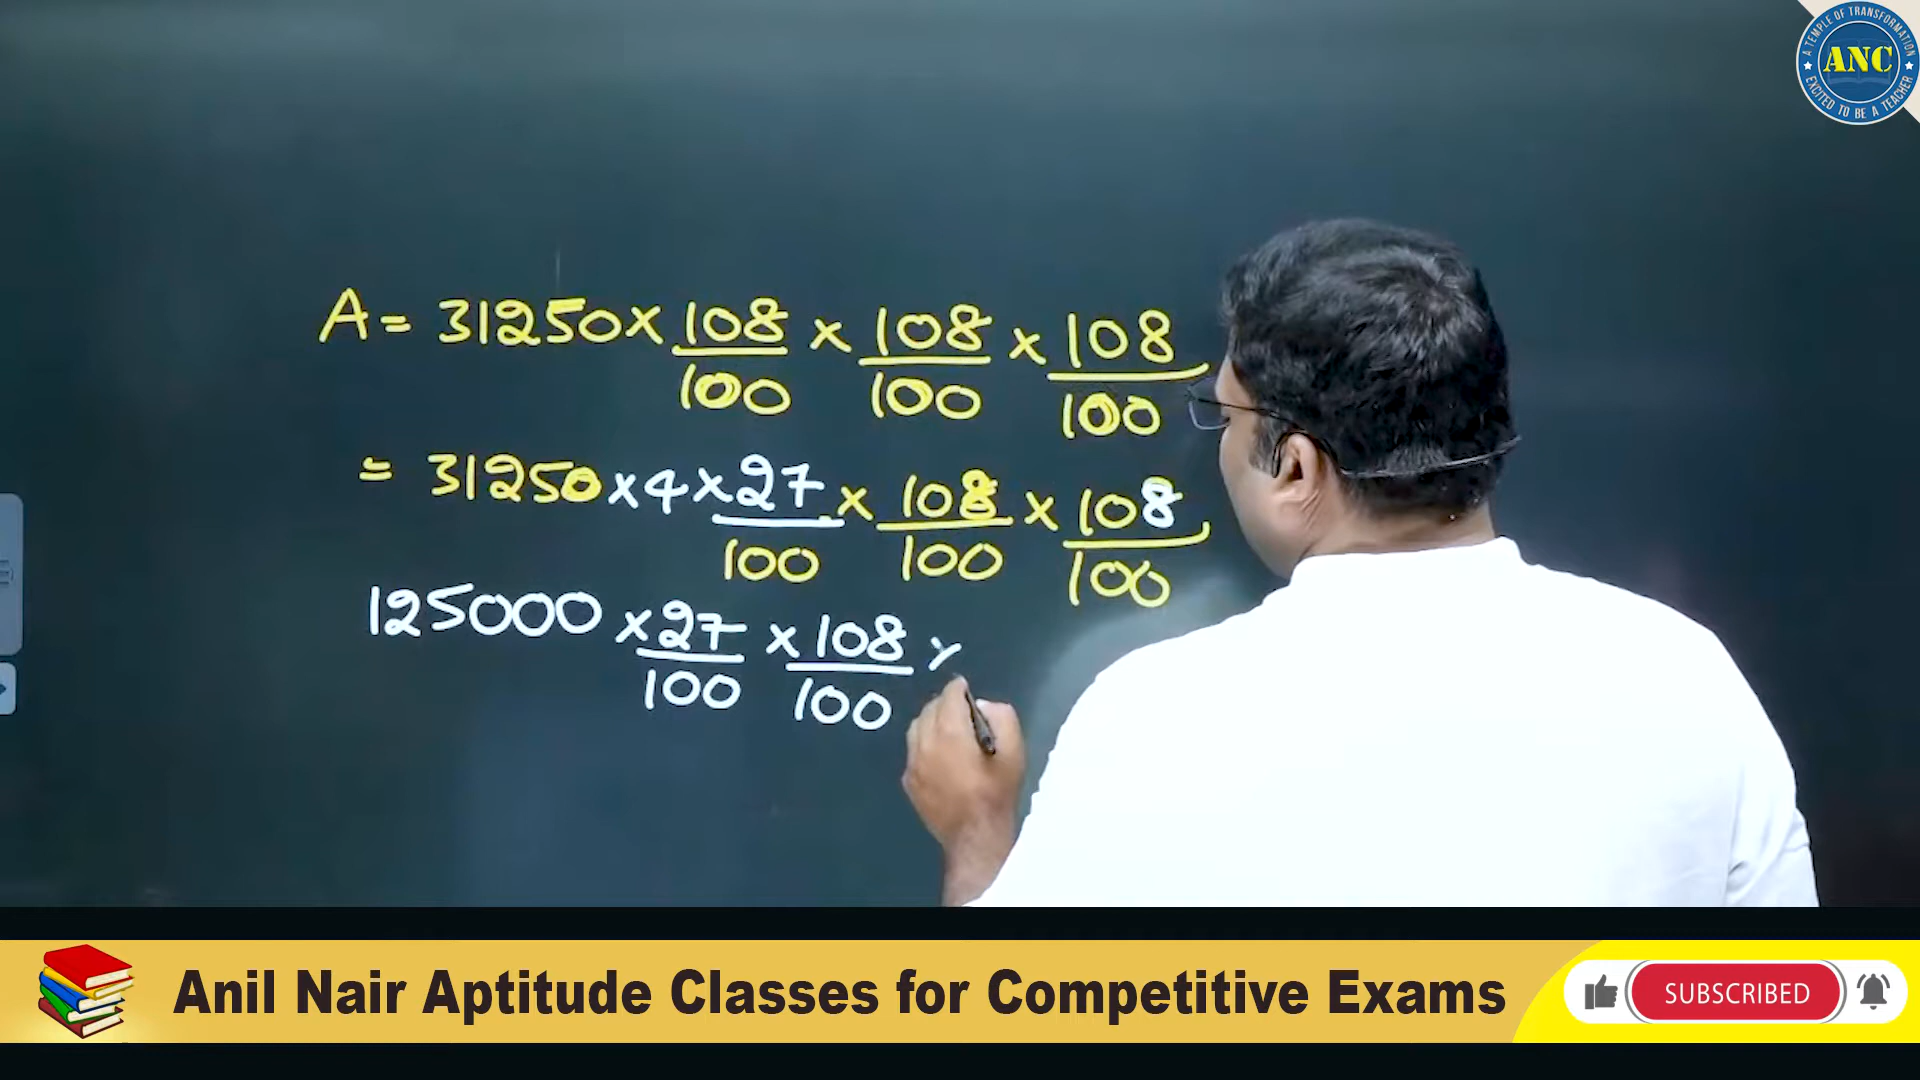 A TEMPLE OF TRANSFORMATION
ANC
EXCITED TO BE A TEACHER
A = 31250 × 108/100 × 108/100 × 108/100
= 31250 × 4 × 27/100 × 108/100 × 108/100
125000 × 27/100 × 108/100 ×
Anil Nair Aptitude Classes for Competitive Exams
SUBSCRIBED